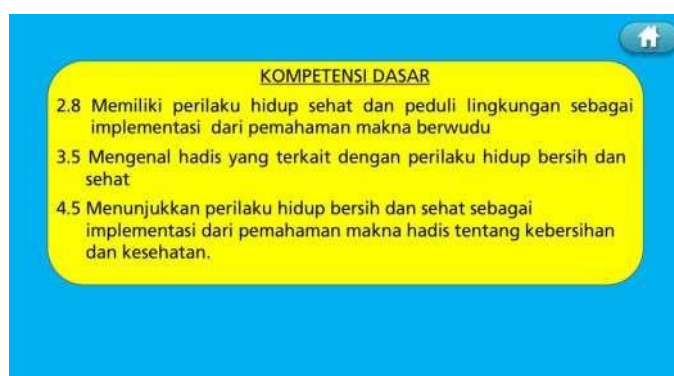 KOMPETENSI DASAR
2.8 Memiliki perilaku hidup sehat dan peduli lingkungan sebagai
implementasi dari pemahaman makna berwudu
3.5 Mengenal hadis yang terkait dengan perilaku hidup bersih dan
sehat
4.5 Menunjukkan perilaku hidup bersih dan sehat sebagai
implementasi dari pemahaman makna hadis tentang kebersihan
dan kesehatan.